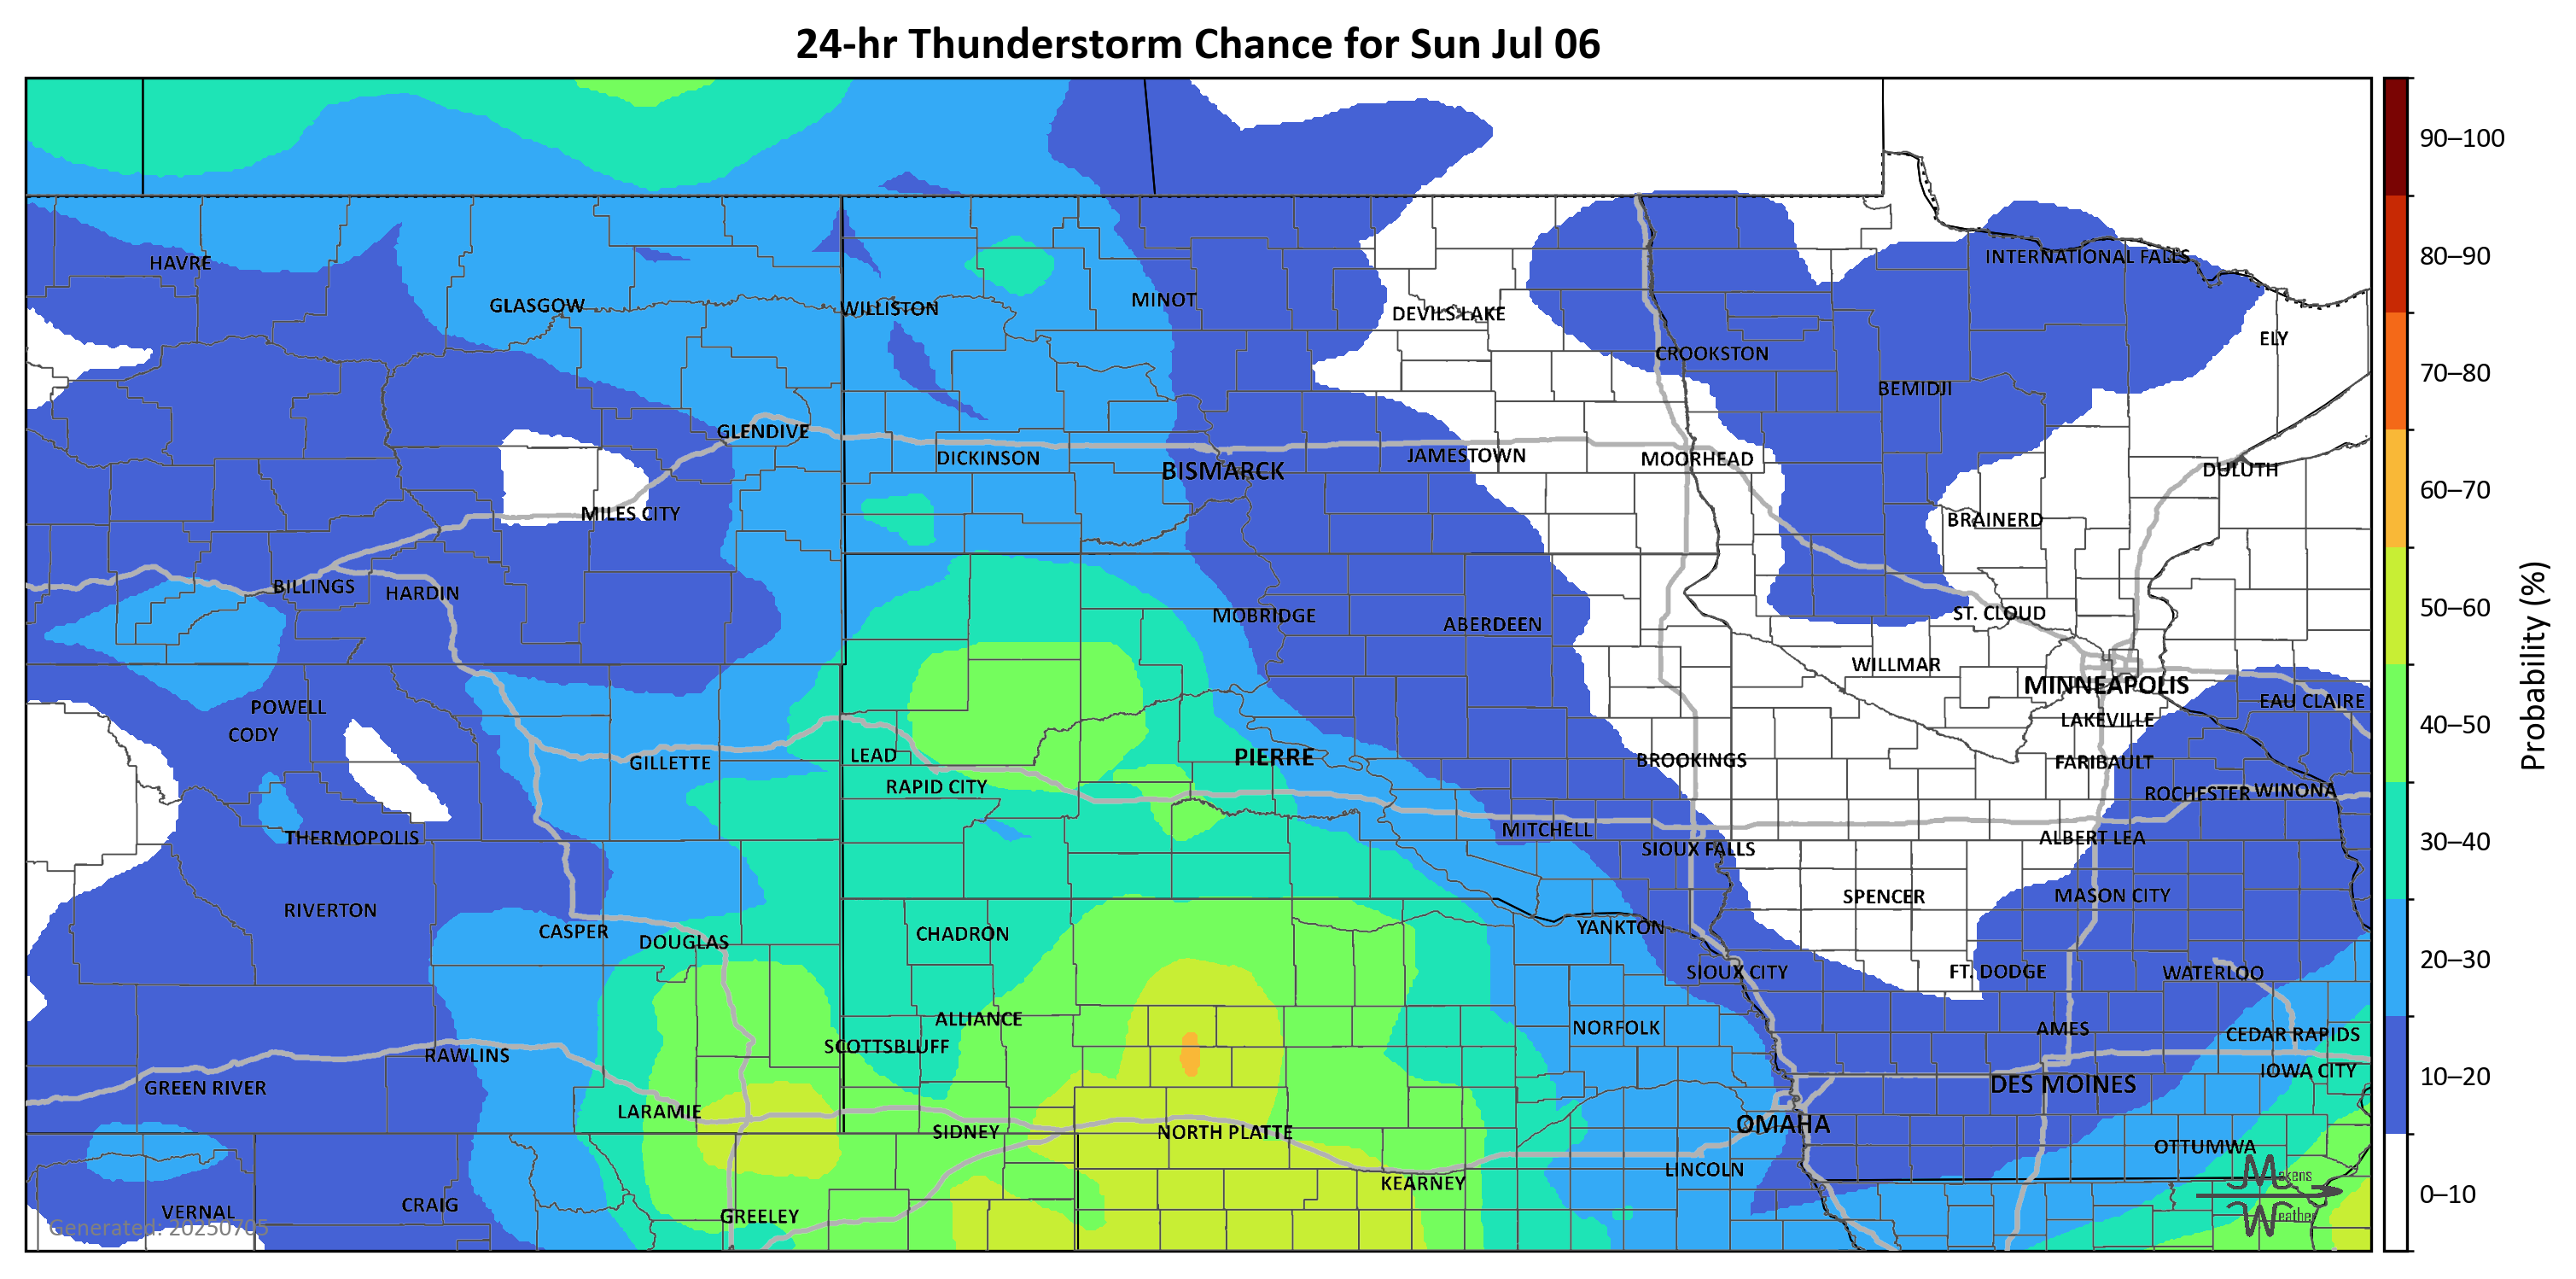 24-hr Thunderstorm Chance for Sun Jul 06
90–100
80–90
70–80
60–70
50–60
40–50
30–40
20–30
10–20
0–10
Probability (%)
HAVRE
INTERNATIONAL FALLS
GLASGOW
WILLISTON
MINOT
DEVILS LAKE
ELY
CROOKSTON
BEMIDJI
GLENDIVE
DICKINSON
BISMARCK
JAMESTOWN
MOORHEAD
DULUTH
MILES CITY
BRAINERD
BILLINGS
HARDIN
MOBRIDGE
ABERDEEN
ST. CLOUD
WILLMAR
MINNEAPOLIS
POWELL
EAU CLAIRE
CODY
LAKEVILLE
GILLETTE
LEAD
PIERRE
BROOKINGS
FARIBAULT
RAPID CITY
ROCHESTER
WINONA
THERMOPOLIS
MITCHELL
SIOUX FALLS
ALBERT LEA
RIVERTON
SPENCER
MASON CITY
CASPER
DOUGLAS
CHADRON
YANKTON
SIOUX CITY
FT. DODGE
WATERLOO
ALLIANCE
NORFOLK
AMES
CEDAR RAPIDS
RAWLINS
SCOTTSBLUFF
GREEN RIVER
DES MOINES
IOWA CITY
LARAMIE
SIDNEY
NORTH PLATTE
OMAHA
OTTUMWA
LINCOLN
KEARNEY
VERNAL
CRAIG
GREELEY
Generated: 20250705
Makens
Weather